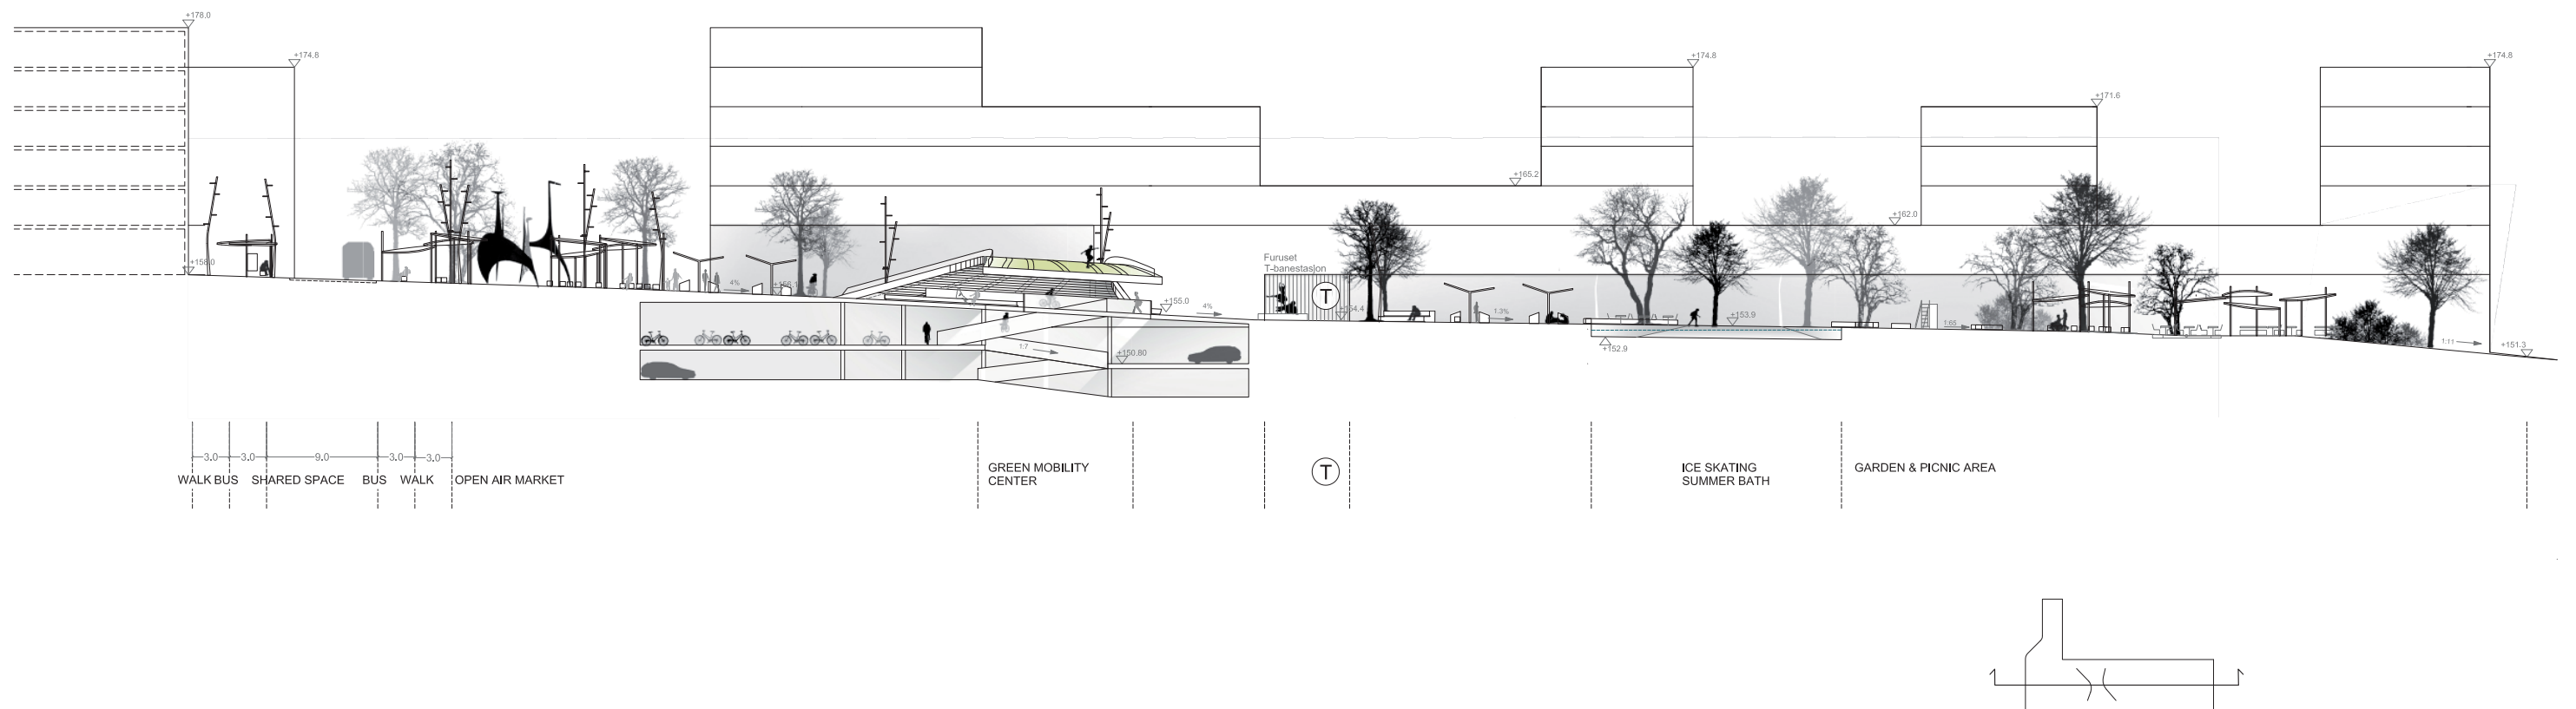 +178.0
+174.8
+174.8
+174.8
+171.6
+165.2
+162.0
+158.0
Furuset
T-banestasjon
T
4%
+155.0
4%
1.3%
+153.9
+152.9
1:65
1:11
+151.3
1:7
+150.80
3.0
3.0
9.0
3.0
3.0
WALK
BUS
SHARED SPACE
BUS
WALK
OPEN AIR MARKET
GREEN MOBILITY
CENTER
T
ICE SKATING
SUMMER BATH
GARDEN & PICNIC AREA